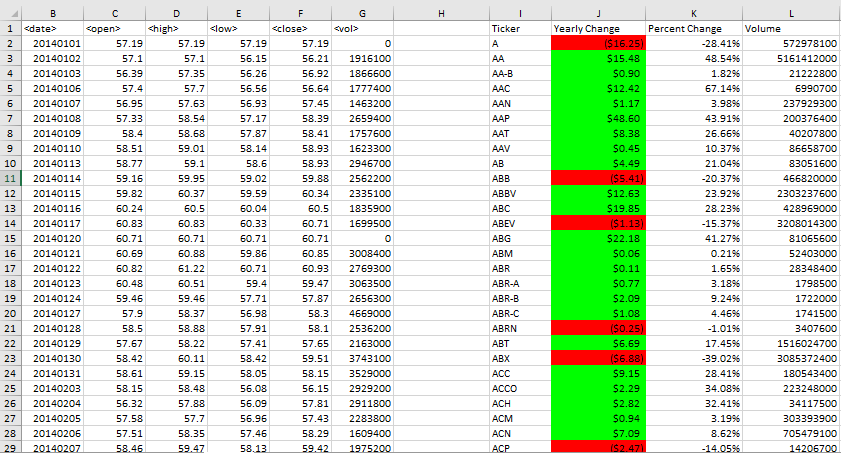 B C D E F G H I J K L
1 <date> <open> <high> <low> <close> <vol> Ticker Yearly Change Percent Change Volume
2 20140101 57.19 57.19 57.19 57.19 0 A ($16.25) -28.41% 572978100
3 20140102 57.1 57.1 56.15 56.21 1916100 AA $15.48 48.54% 5161412000
4 20140103 56.39 57.35 56.26 56.92 1866600 AA-B $0.90 1.82% 21222800
5 20140106 57.4 57.7 56.56 56.64 1777400 AAC $12.42 67.14% 6990700
6 20140107 56.95 57.63 56.93 57.45 1463200 AAN $1.17 3.98% 237929300
7 20140108 57.33 58.54 57.17 58.39 2659400 AAP $48.60 43.91% 200376400
8 20140109 58.4 58.68 57.87 58.41 1757600 AAT $8.38 26.66% 40207800
9 20140110 58.51 59.01 58.14 58.93 1623300 AAV $0.45 10.37% 86658700
10 20140113 58.77 59.1 58.6 58.93 2946700 AB $4.49 21.04% 83051600
11 20140114 59.16 59.95 59.02 59.88 2562200 ABB ($5.41) -20.37% 466820000
12 20140115 59.82 60.37 59.59 60.34 2335100 ABBV $12.63 23.92% 2303237600
13 20140116 60.24 60.5 60.04 60.5 1835900 ABC $19.85 28.23% 428969000
14 20140117 60.83 60.83 60.33 60.71 1699500 ABEV ($1.13) -15.37% 3208014300
15 20140120 60.71 60.71 60.71 60.71 0 ABG $22.18 41.27% 81065600
16 20140121 60.69 60.88 59.86 60.85 3008400 ABM $0.06 0.21% 52403000
17 20140122 60.82 61.22 60.71 60.93 2769300 ABR $0.11 1.65% 28348400
18 20140123 60.48 60.51 59.4 59.47 3063500 ABR-A $0.77 3.18% 1798500
19 20140124 59.46 59.46 57.71 57.87 2656300 ABR-B $2.09 9.24% 1722000
20 20140127 57.9 58.37 56.98 58.3 4669000 ABR-C $1.08 4.46% 1741500
21 20140128 58.5 58.88 57.91 58.1 2536200 ABRN ($0.25) -1.01% 3407600
22 20140129 57.67 58.22 57.41 57.65 2163000 ABT $6.69 17.45% 1516024700
23 20140130 58.42 60.11 58.42 59.51 3743100 ABX ($6.88) -39.02% 3085372400
24 20140131 58.61 59.15 58.05 58.15 3529000 ACC $9.15 28.41% 180543400
25 20140203 58.15 58.48 56.08 56.15 2929200 ACCO $2.29 34.08% 223248000
26 20140204 56.32 57.88 56.09 57.81 2911800 ACH $2.82 32.41% 34117500
27 20140205 57.58 57.7 56.96 57.43 2283800 ACM $0.94 3.19% 303393900
28 20140206 57.51 58.35 57.46 58.29 1609400 ACN $7.09 8.62% 705479100
29 20140207 58.46 59.47 58.13 59.42 1975200 ACP ($2.47) -14.05% 14206700